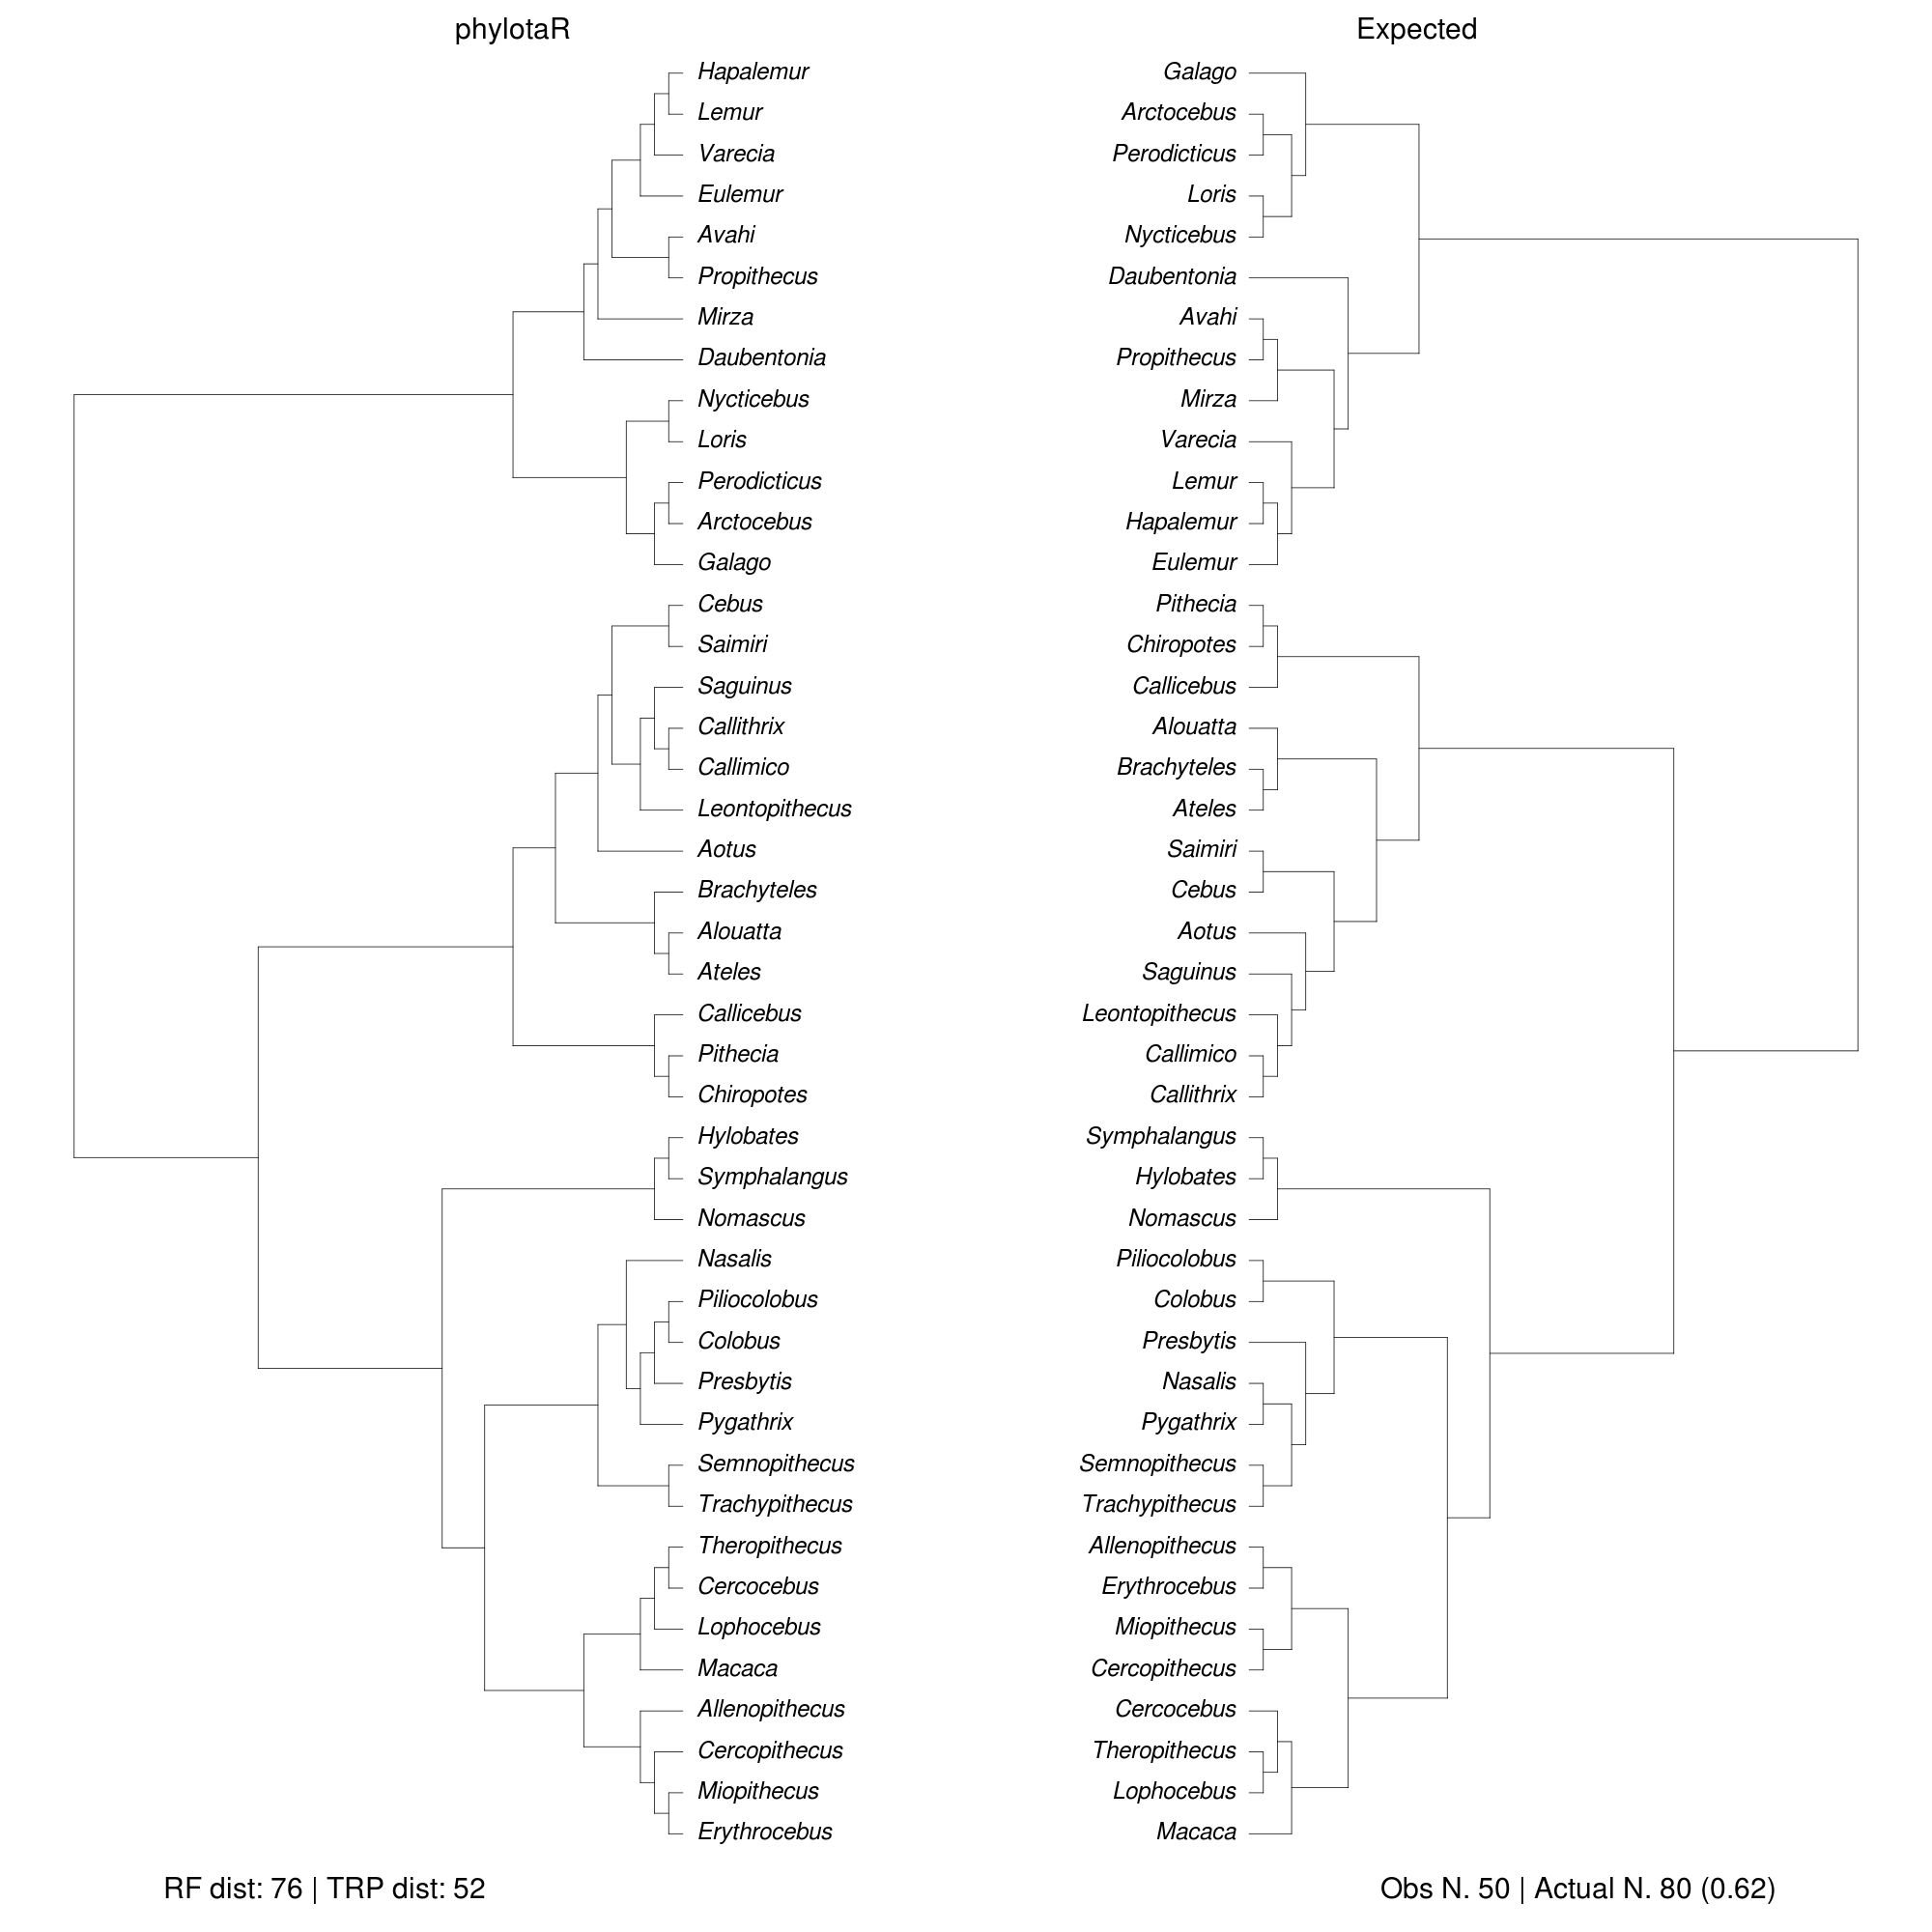 phylotaR
Expected
Hapalemur
Lemur
Varecia
Eulemur
Avahi
Propithecus
Mirza
Daubentonia
Nycticebus
Loris
Perodicticus
Arctocebus
Galago
Cebus
Saimiri
Saguinus
Callithrix
Callimico
Leontopithecus
Aotus
Brachyteles
Alouatta
Ateles
Callicebus
Pithecia
Chiropotes
Hylobates
Symphalangus
Nomascus
Nasalis
Piliocolobus
Colobus
Presbytis
Pygathrix
Semnopithecus
Trachypithecus
Theropithecus
Cercocebus
Lophocebus
Macaca
Allenopithecus
Cercopithecus
Miopithecus
Erythrocebus
Galago
Arctocebus
Perodicticus
Loris
Nycticebus
Daubentonia
Avahi
Propithecus
Mirza
Varecia
Lemur
Hapalemur
Eulemur
Pithecia
Chiropotes
Callicebus
Alouatta
Brachyteles
Ateles
Saimiri
Cebus
Aotus
Saguinus
Leontopithecus
Callimico
Callithrix
Symphalangus
Hylobates
Nomascus
Piliocolobus
Colobus
Presbytis
Nasalis
Pygathrix
Semnopithecus
Trachypithecus
Allenopithecus
Erythrocebus
Miopithecus
Cercopithecus
Cercocebus
Theropithecus
Lophocebus
Macaca
RF dist: 76 | TRP dist: 52
Obs N. 50 | Actual N. 80 (0.62)